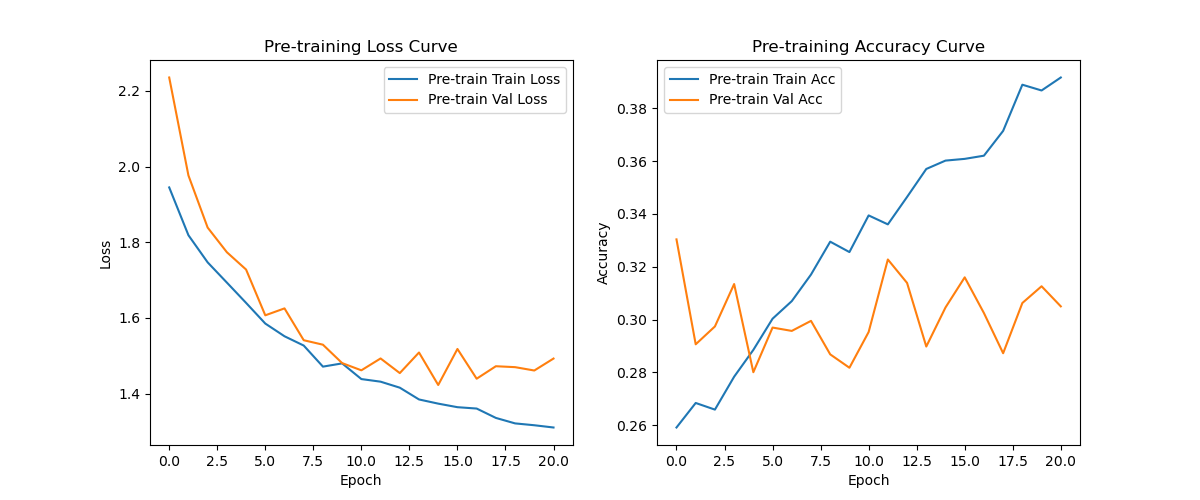 Pre-training Loss Curve
Pre-train Train Loss
Pre-train Val Loss
Loss
2.2
2.0
1.8
1.6
1.4
0.0 2.5 5.0 7.5 10.0 12.5 15.0 17.5 20.0
Epoch
Pre-training Accuracy Curve
Pre-train Train Acc
Pre-train Val Acc
Accuracy
0.38
0.36
0.34
0.32
0.30
0.28
0.26
0.0 2.5 5.0 7.5 10.0 12.5 15.0 17.5 20.0
Epoch